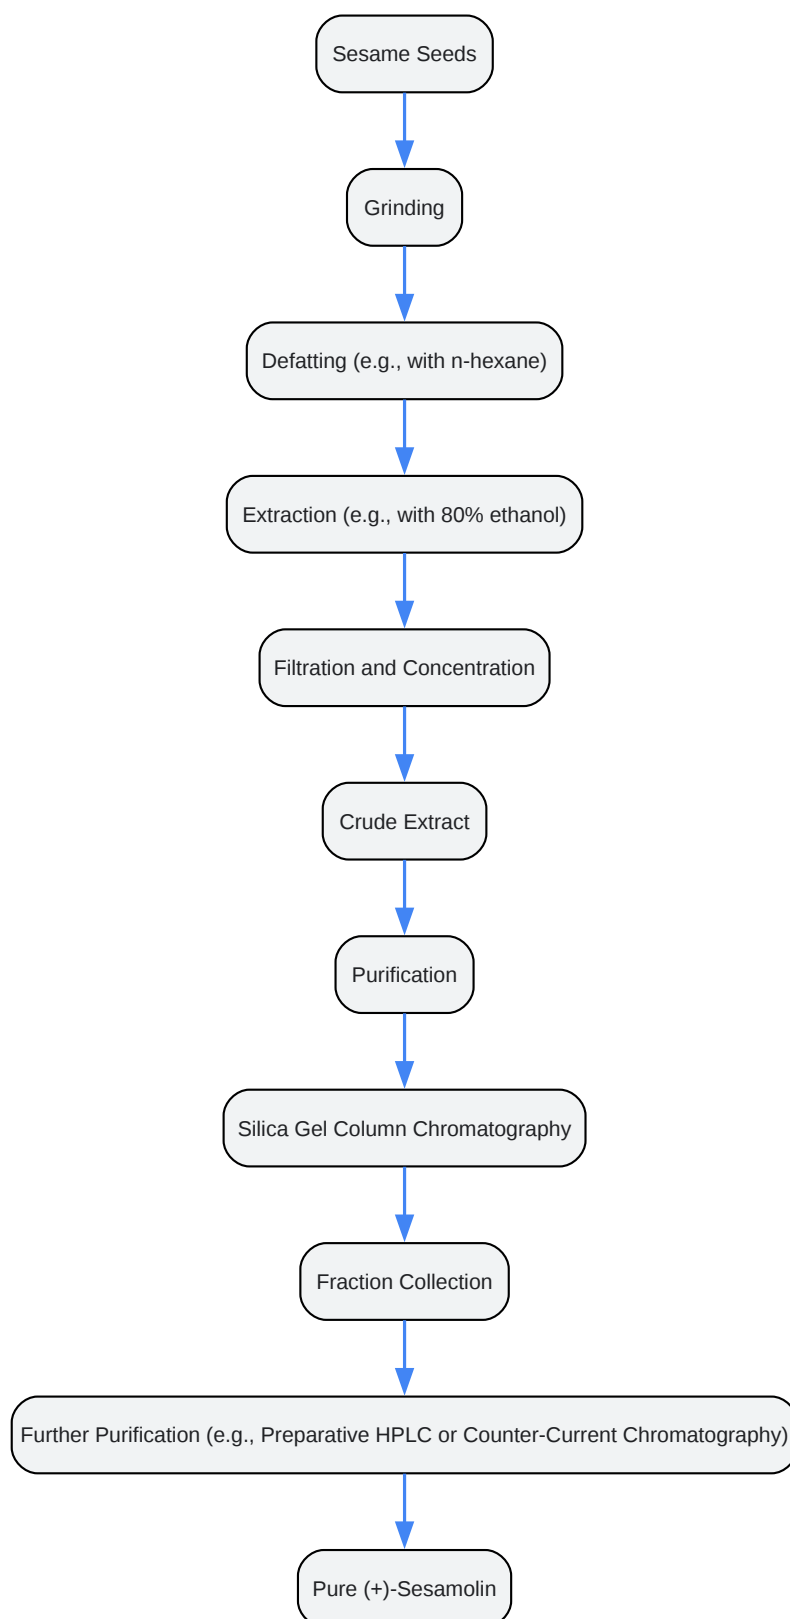 Sesame Seeds
Grinding
Defatting (e.g., with n-hexane)
Extraction (e.g., with 80% ethanol)
Filtration and Concentration
Crude Extract
Purification
Silica Gel Column Chromatography
Fraction Collection
Further Purification (e.g., Preparative HPLC or Counter-Current Chromatography)
Pure (+)-Sesamolin